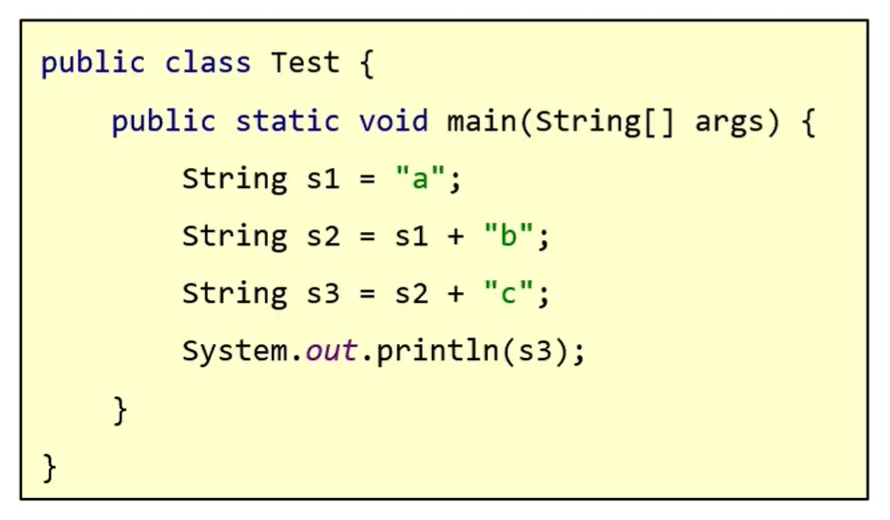 public class Test {
    public static void main(String[] args) {
        String s1 = "a";
        String s2 = s1 + "b";
        String s3 = s2 + "c";
        System.out.println(s3);
    }
}